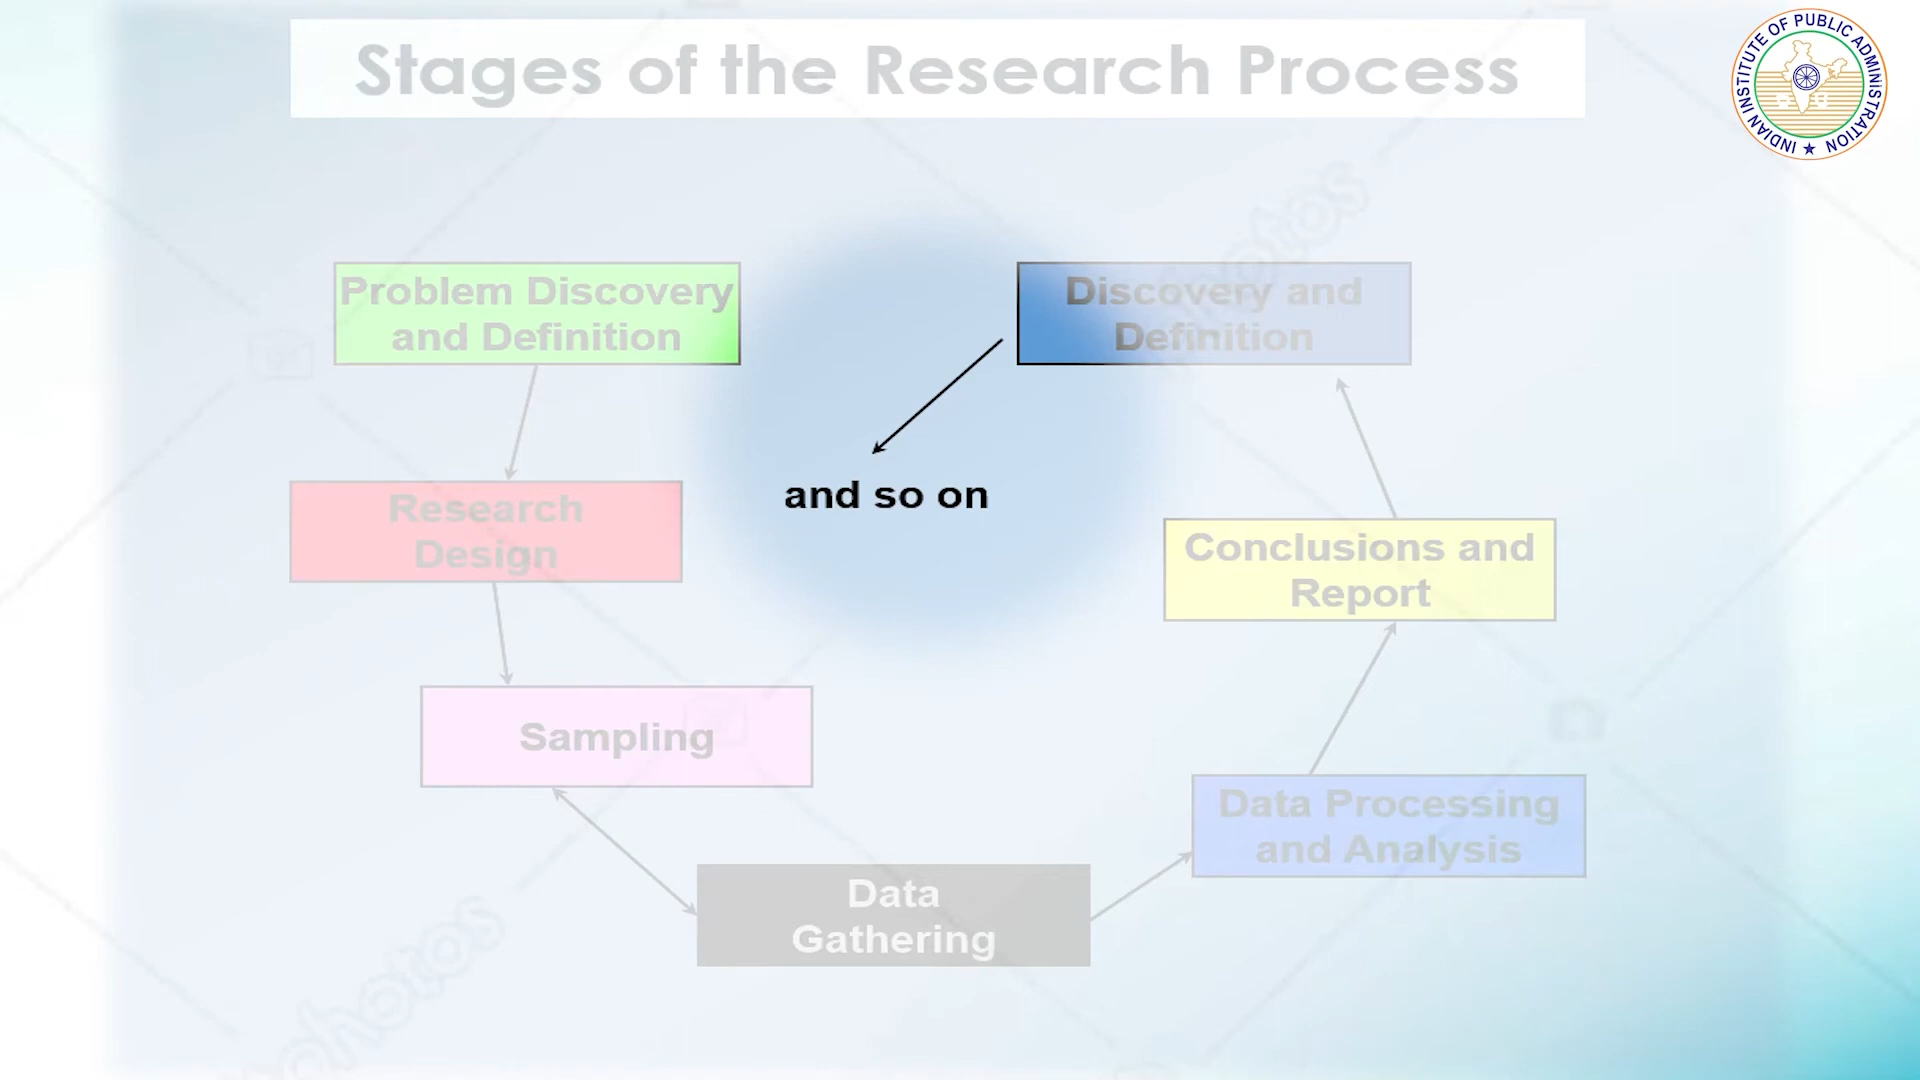 Stages of the Research Process
INDIAN INSTITUTE OF PUBLIC ADMINISTRATION
Problem Discovery
and Definition
Discovery and
Definition
and so on
Research
Design
Conclusions and
Report
Sampling
Data Processing
and Analysis
Data
Gathering